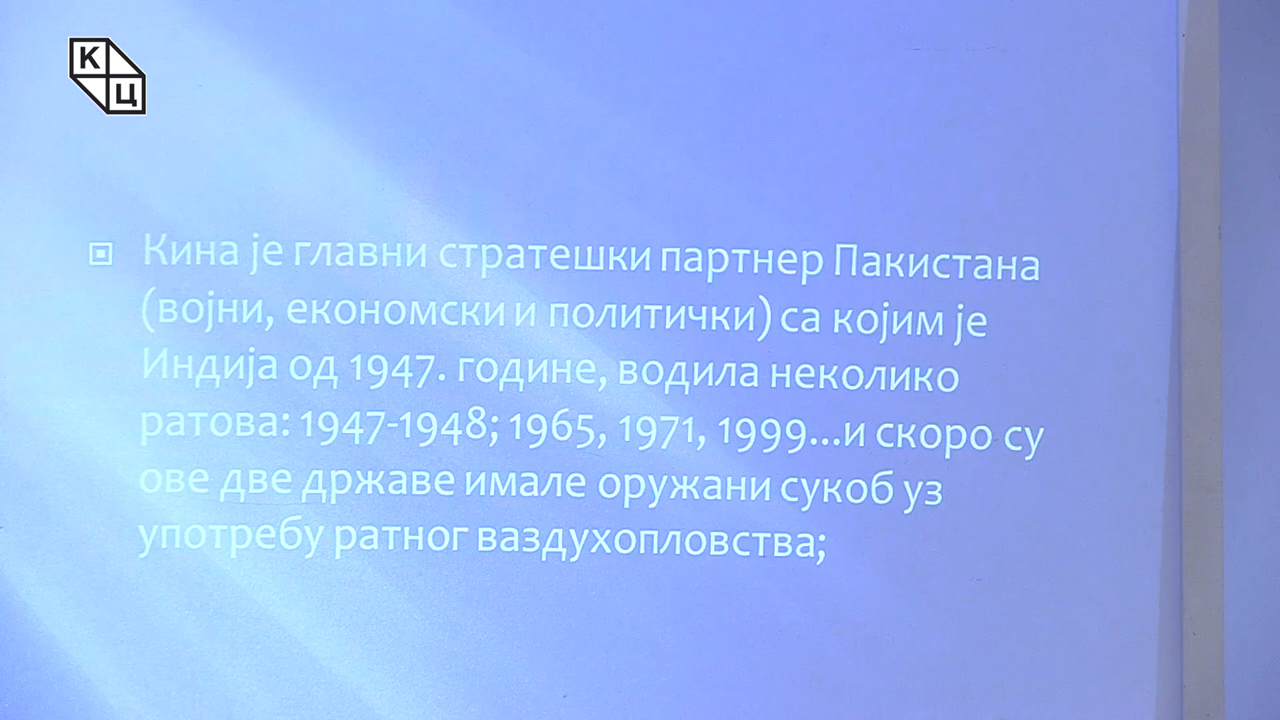 К
Ц
Кина је главни стратешки партнер Пакистана
(војни, економски и политички) са којим је
Индија од 1947. године, водила неколико
ратова: 1947-1948; 1965, 1971, 1999...и скоро су
ове две државе имале оружани сукоб уз
употребу ратног ваздухопловства;